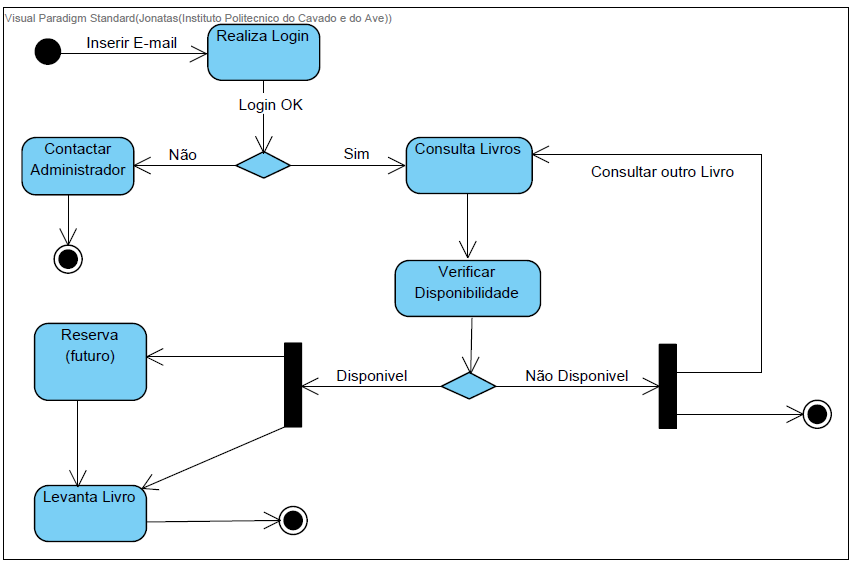 Visual Paradigm Standard(Jonatas(Instituto Politecnico do Cavado e do Ave))
Inserir E-mail
Realiza Login
Login OK
Contactar
Administrador
Não
Sim
Consulta Livros
Consultar outro Livro
Verificar
Disponibilidade
Reserva
(futuro)
Disponivel
Não Disponivel
Levanta Livro